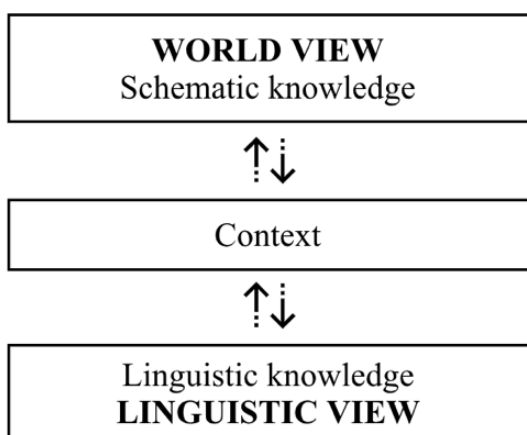 WORLD VIEW
Schematic knowledge
Context
Linguistic knowledge
LINGUISTIC VIEW